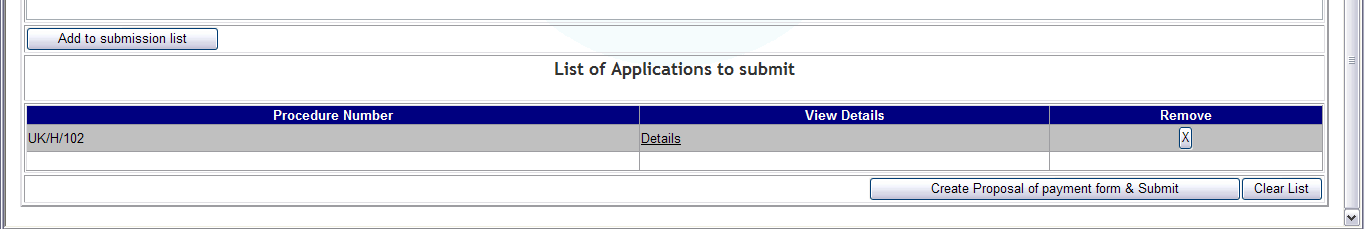 Add to submission list
List of Applications to submit
Procedure Number View Details Remove
UK/H/102 Details X
Create Proposal of payment form & Submit Clear List